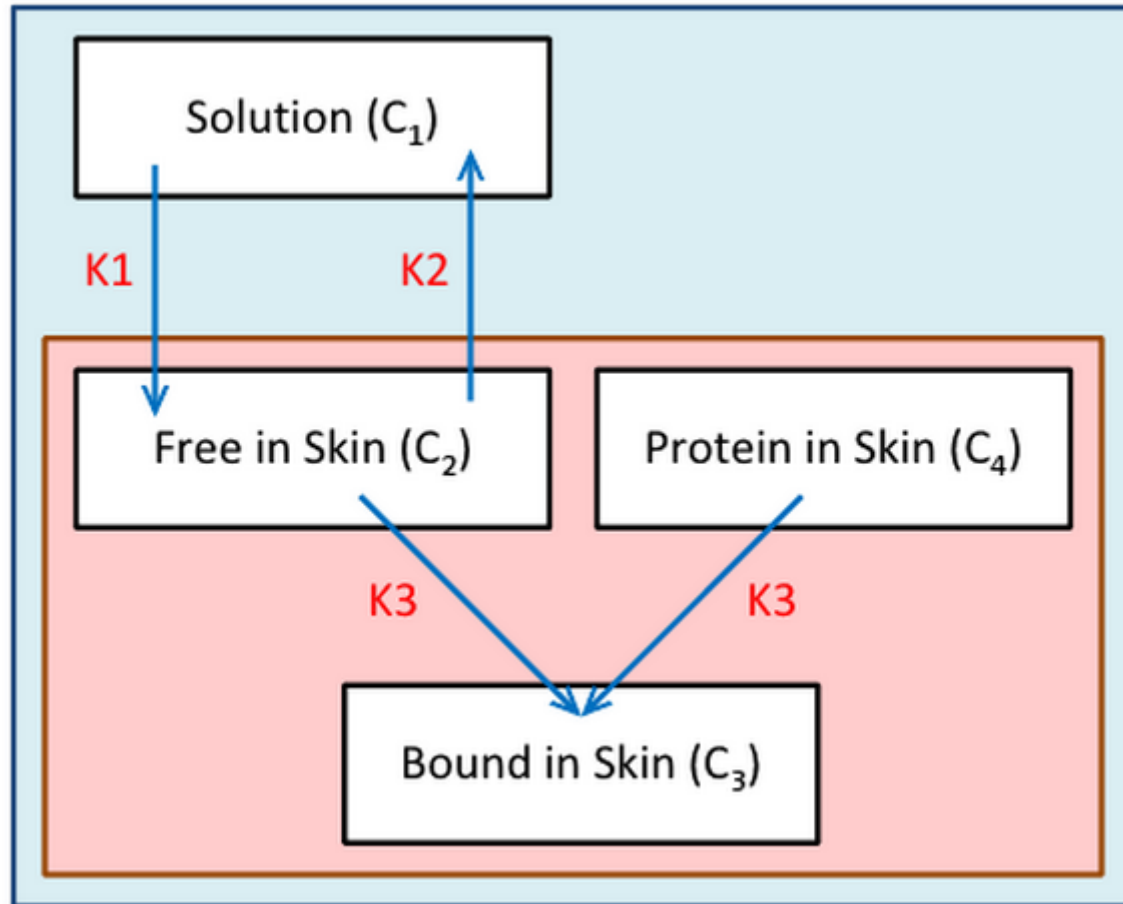 Solution (C₁)
K1
K2
Free in Skin (C₂)
Protein in Skin (C₄)
K3
K3
Bound in Skin (C₃)